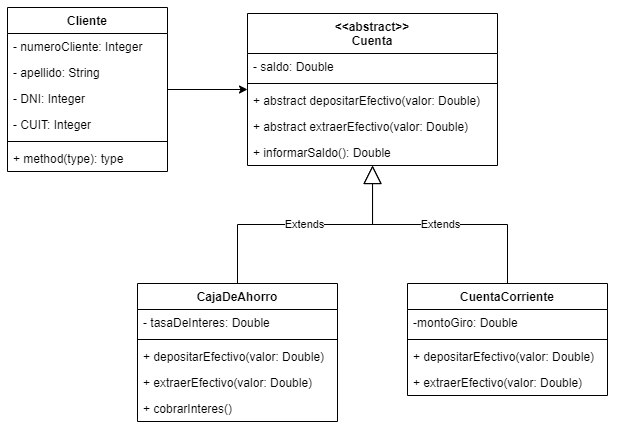 Cliente
- numeroCliente: Integer
- apellido: String
- DNI: Integer
- CUIT: Integer
+ method(type): type
<<abstract>>
Cuenta
- saldo: Double
+ abstract depositarEfectivo(valor: Double)
+ abstract extraerEfectivo(valor: Double)
+ informarSaldo(): Double
Extends
Extends
CajaDeAhorro
- tasaDeInteres: Double
+ depositarEfectivo(valor: Double)
+ extraerEfectivo(valor: Double)
+ cobrarInteres()
CuentaCorriente
-montoGiro: Double
+ depositarEfectivo(valor: Double)
+ extraerEfectivo(valor: Double)